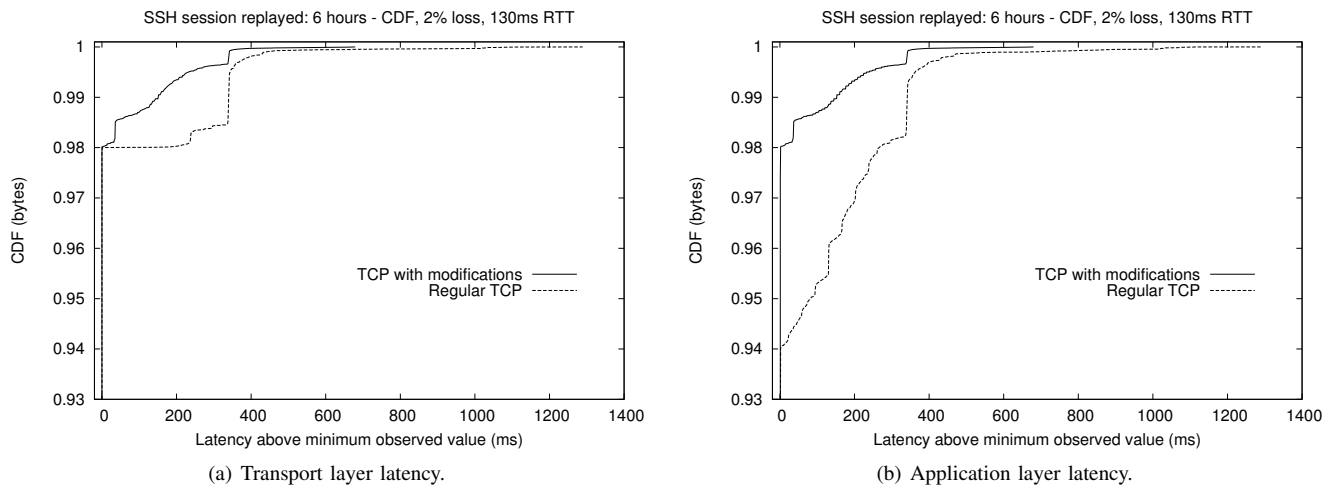 SSH session replayed: 6 hours - CDF, 2% loss, 130ms RTT
1
0.99
0.98
0.97
0.96
0.95
0.94
0.93
CDF (bytes)
TCP with modifications
Regular TCP
0 200 400 600 800 1000 1200 1400
Latency above minimum observed value (ms)
(a) Transport layer latency.
SSH session replayed: 6 hours - CDF, 2% loss, 130ms RTT
1
0.99
0.98
0.97
0.96
0.95
0.94
0.93
CDF (bytes)
TCP with modifications
Regular TCP
0 200 400 600 800 1000 1200 1400
Latency above minimum observed value (ms)
(b) Application layer latency.